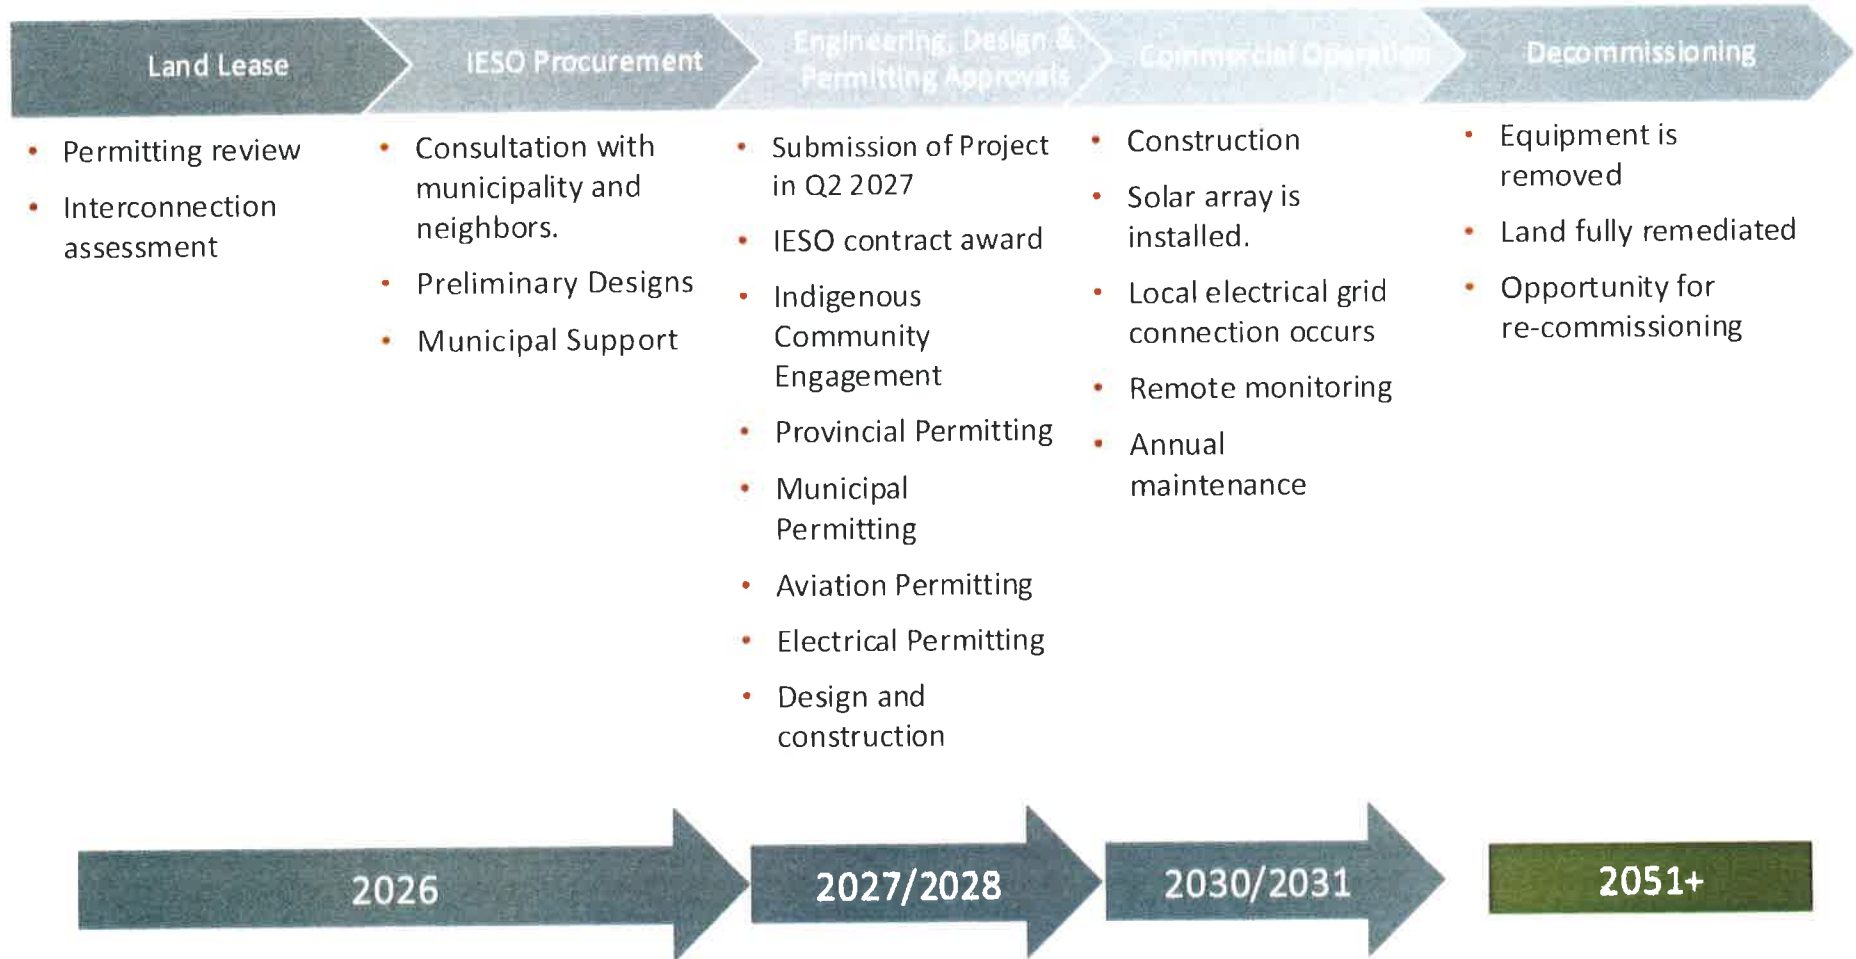 Land Lease
IESO Procurement
Engineering, Design &
Permitting Approvals
Commercial Operation
Decommissioning
• Permitting review
• Interconnection
assessment
• Consultation with
municipality and
neighbors.
• Preliminary Designs
• Municipal Support
• Submission of Project
in Q2 2027
• IESO contract award
• Indigenous
Community
Engagement
• Provincial Permitting
• Municipal
Permitting
• Aviation Permitting
• Electrical Permitting
• Design and
construction
• Construction
• Solar array is
installed.
• Local electrical grid
connection occurs
• Remote monitoring
• Annual
maintenance
• Equipment is
removed
• Land fully remediated
• Opportunity for
re-commissioning
2026
2027/2028
2030/2031
2051+